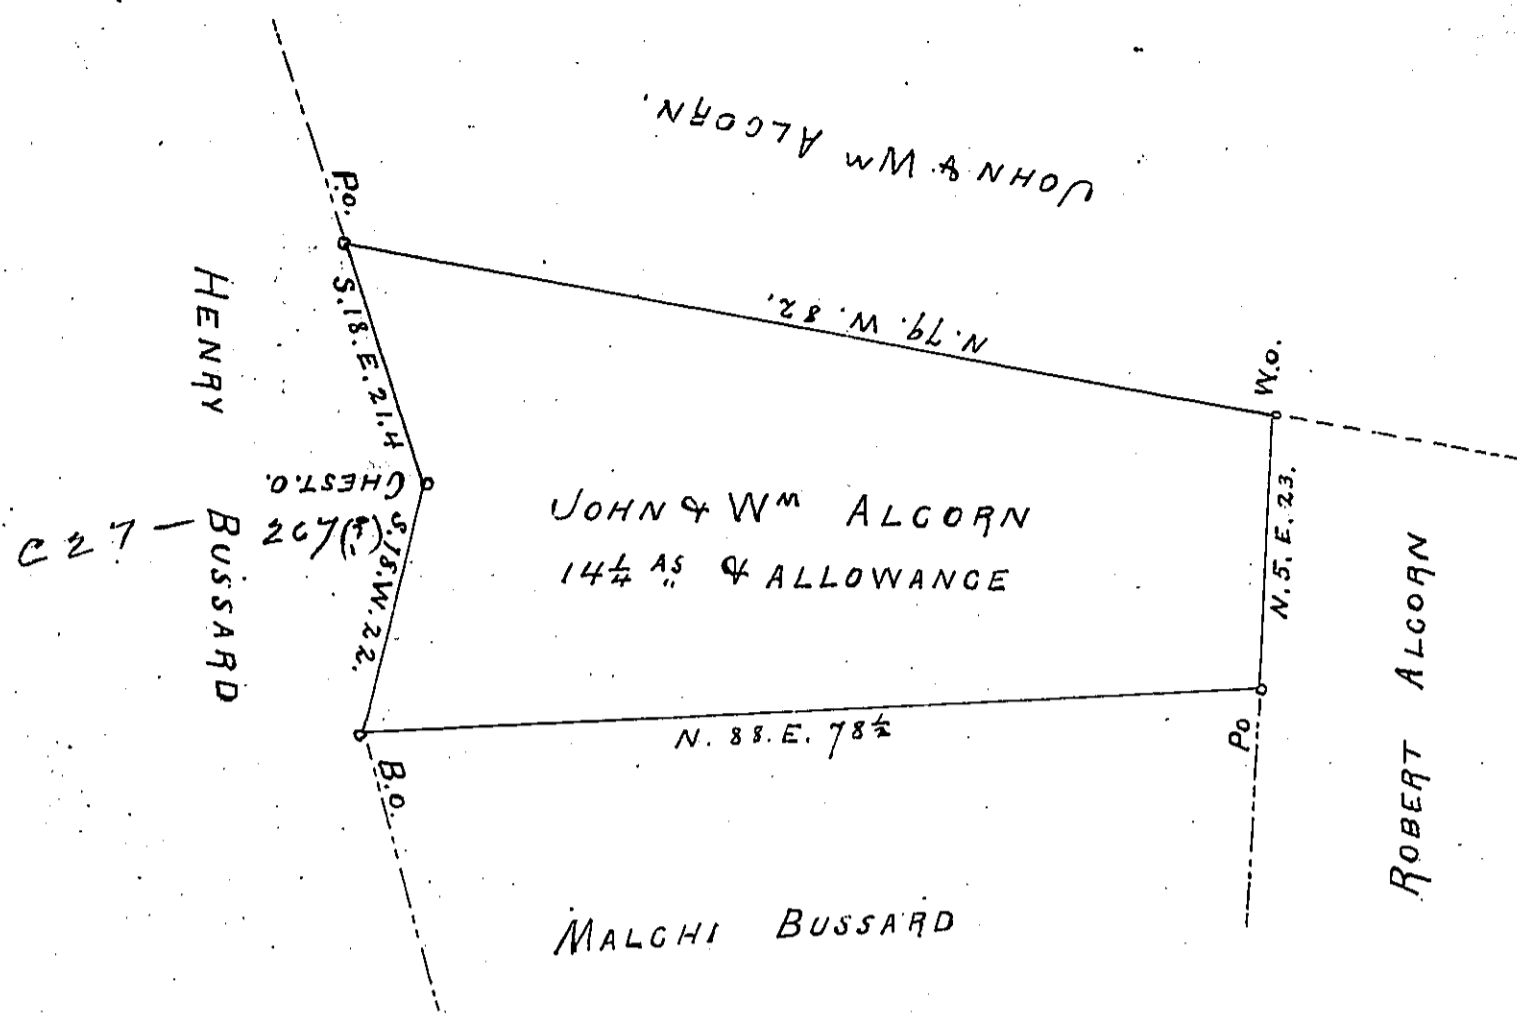 JOHN & Wm ALCORN.
Po.
S. 18. E. 21.4
N. 79. W. 82.
W.O.
HENRY BUSSARD
CHEST.O.
C27 —
S. 18. W. 22.
JOHN & Wm ALCORN
14¼ As & ALLOWANCE
N. 5. E. 23.
ROBERT ALCORN
N. 88. E. 78½
Po
B.O.
MALCHI BUSSARD